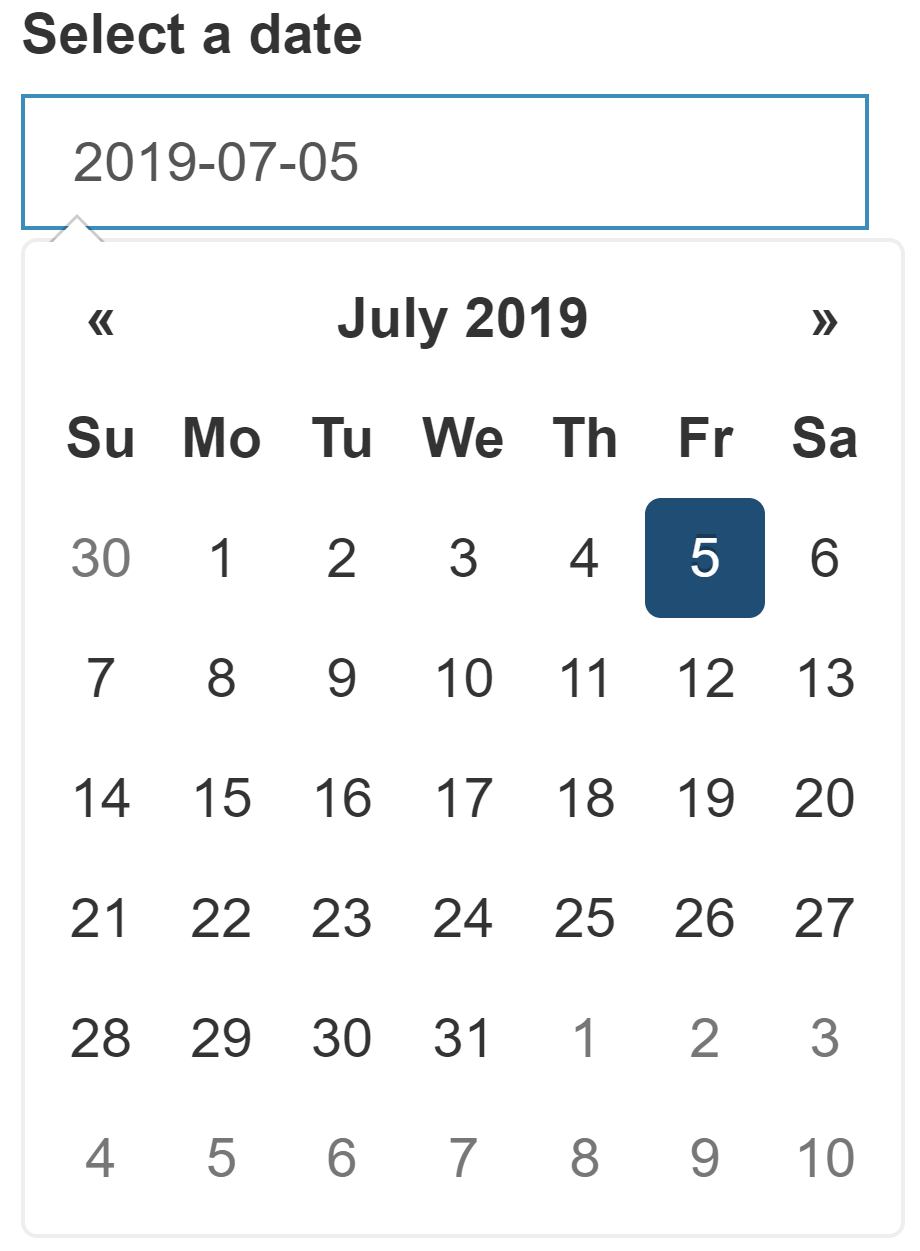 Select a date
2019-07-05
« July 2019 »
Su Mo Tu We Th Fr Sa
30 1 2 3 4 5 6
7 8 9 10 11 12 13
14 15 16 17 18 19 20
21 22 23 24 25 26 27
28 29 30 31 1 2 3
4 5 6 7 8 9 10